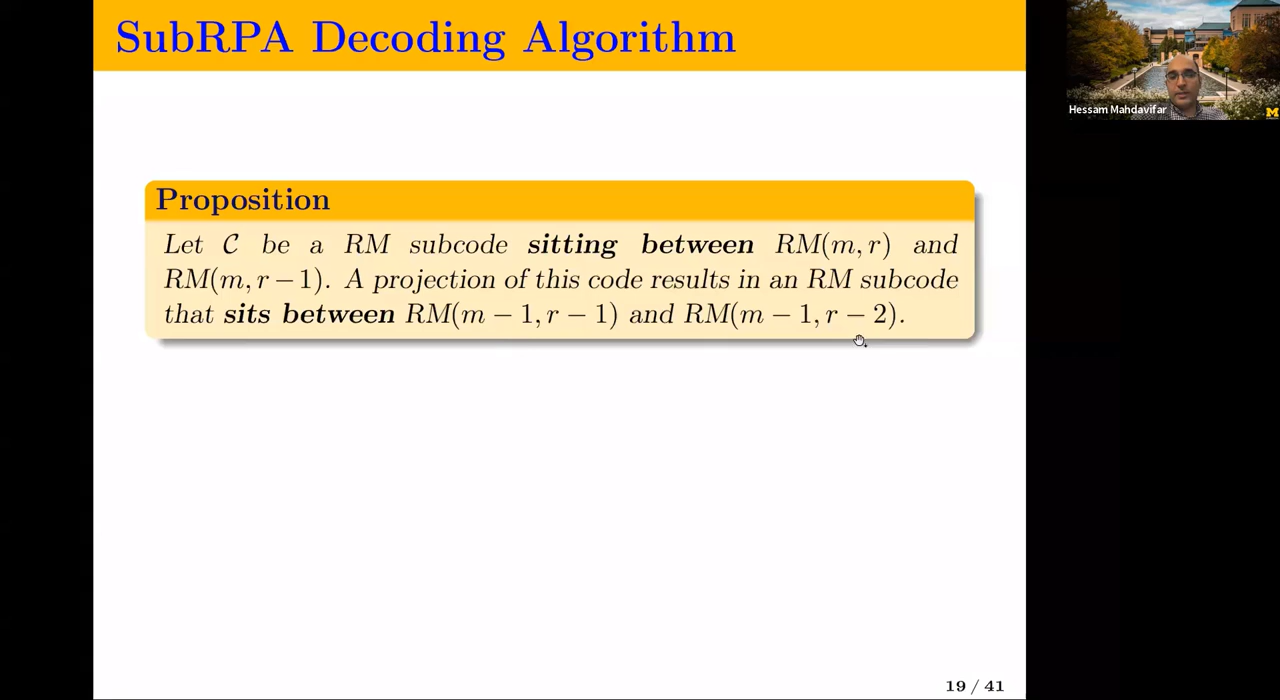 SubRPA Decoding Algorithm
Hessam Mahdavifar
M
Proposition
Let 𝒞 be a RM subcode sitting between RM(m, r) and
RM(m, r − 1). A projection of this code results in an RM subcode
that sits between RM(m − 1, r − 1) and RM(m − 1, r − 2).
19 / 41